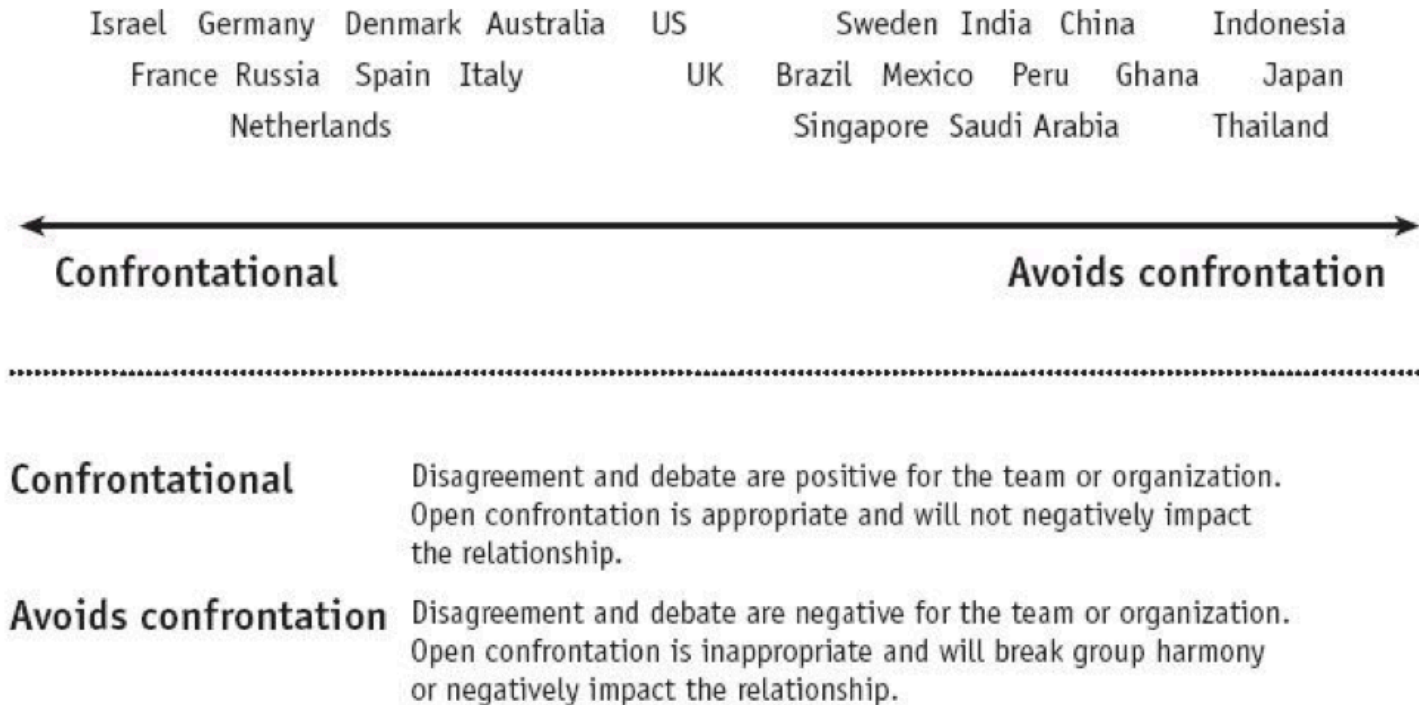 Israel Germany Denmark Australia US Sweden India China Indonesia
France Russia Spain Italy UK Brazil Mexico Peru Ghana Japan
Netherlands Singapore Saudi Arabia Thailand
Confrontational Avoids confrontation
Confrontational Disagreement and debate are positive for the team or organization.
Open confrontation is appropriate and will not negatively impact
the relationship.
Avoids confrontation Disagreement and debate are negative for the team or organization.
Open confrontation is inappropriate and will break group harmony
or negatively impact the relationship.